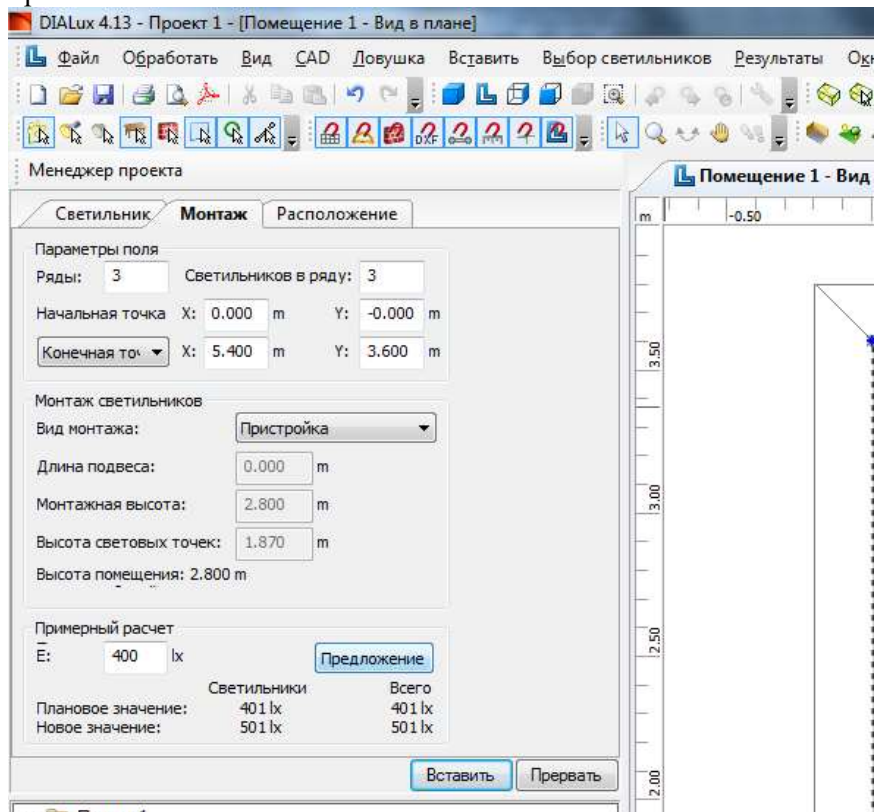 DIALux 4.13 - Проект 1 - [Помещение 1 - Вид в плане]
Файл Обработать Вид CAD Ловушка Вставить Выбор светильников Результаты
DXF
Менеджер проекта
Помещение 1 - Вид
Светильник Монтаж Расположение
m -0.50
Параметры поля
Ряды: 3 Светильников в ряду: 3
Начальная точка X: 0.000 m Y: -0.000 m
Конечная X: 5.400 m Y: 3.600 m
3.50
Монтаж светильников
Вид монтажа: Пристройка
Длина подвеса: 0.000 m
Монтажная высота: 2.800 m
3.00
Высота световых точек: 1.870 m
Высота помещения: 2.800 m
Примерный расчет
E: 400 lx Предложение
2.50
Светильники Всего
Плановое значение: 401 lx 401 lx
Новое значение: 501 lx 501 lx
Вставить Прервать
2.00